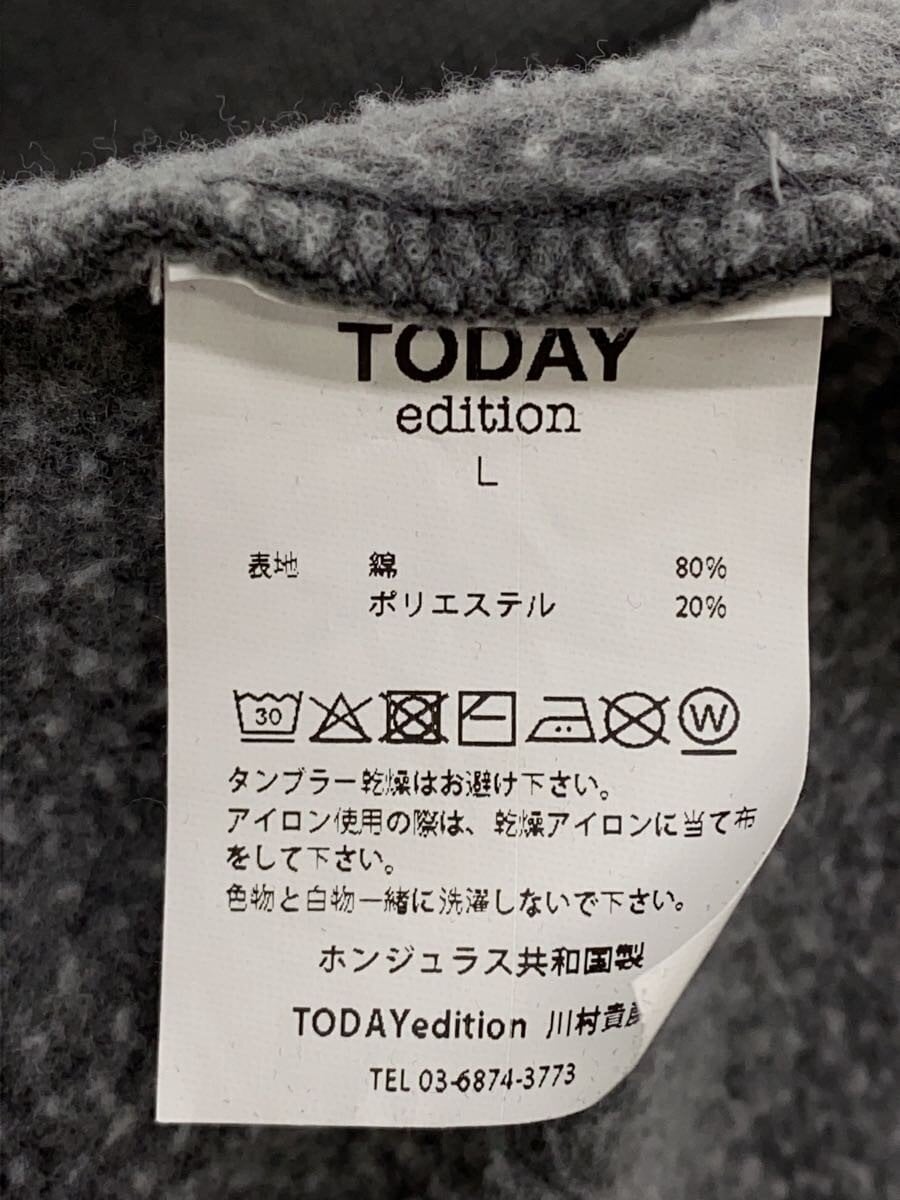 TODAY
edition
L
表地 綿 80%
ポリエステル 20%
30 W
タンブラー乾燥はお避け下さい。
アイロン使用の際は、乾燥アイロンに当て布
をして下さい。
色物と白物一緒に洗濯しないで下さい。
ホンジュラス共和国製
TODAYedition 川村貴
TEL 03-6874-3773